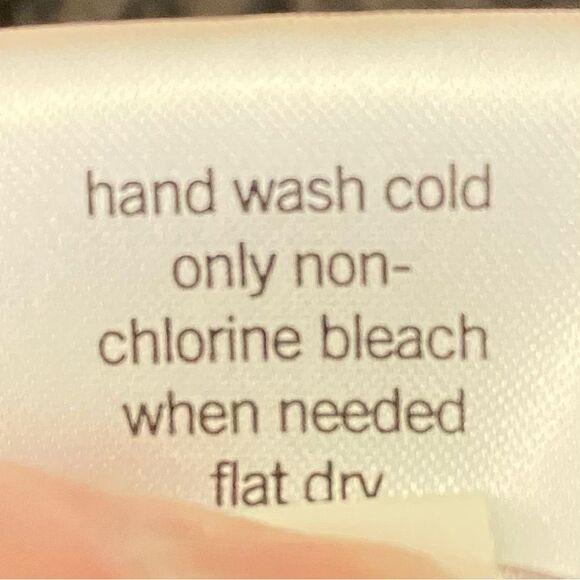 hand wash cold
only non-
chlorine bleach
when needed
flat dry